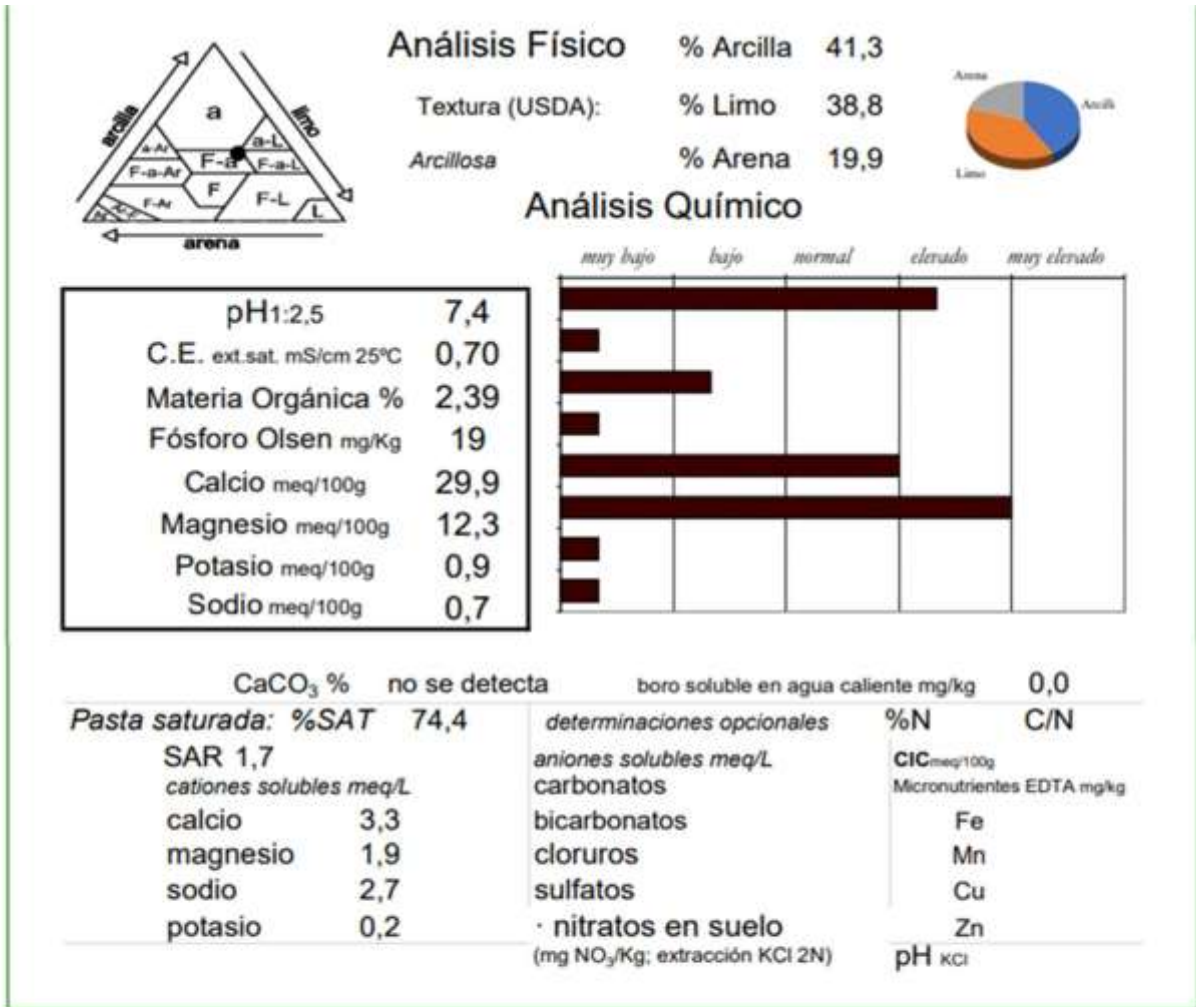 Análisis Físico
% Arcilla 41,3
Textura (USDA):
% Limo 38,8
Arcillosa
% Arena 19,9
arcilla
limo
arena
a
a-Ar
a-L
F-a
F-a-Ar
F-a-L
F
F-Ar
F-L
L
Arena
Limo
Análisis Químico
muy bajo bajo normal elevado muy elevado
pH1:2,5 7,4
C.E. ext.sat. mS/cm 25ºC 0,70
Materia Orgánica % 2,39
Fósforo Olsen mg/Kg 19
Calcio meq/100g 29,9
Magnesio meq/100g 12,3
Potasio meq/100g 0,9
Sodio meq/100g 0,7
CaCO₃ % no se detecta boro soluble en agua caliente mg/kg 0,0
Pasta saturada: %SAT 74,4 determinaciones opcionales %N C/N
SAR 1,7 aniones solubles meq/L CICmeq/100g
cationes solubles meq/L carbonatos Micronutrientes EDTA mg/kg
calcio 3,3 bicarbonatos Fe
magnesio 1,9 cloruros Mn
sodio 2,7 sulfatos Cu
potasio 0,2 · nitratos en suelo Zn
(mg NO₃/Kg; extracción KCl 2N) pH KCl